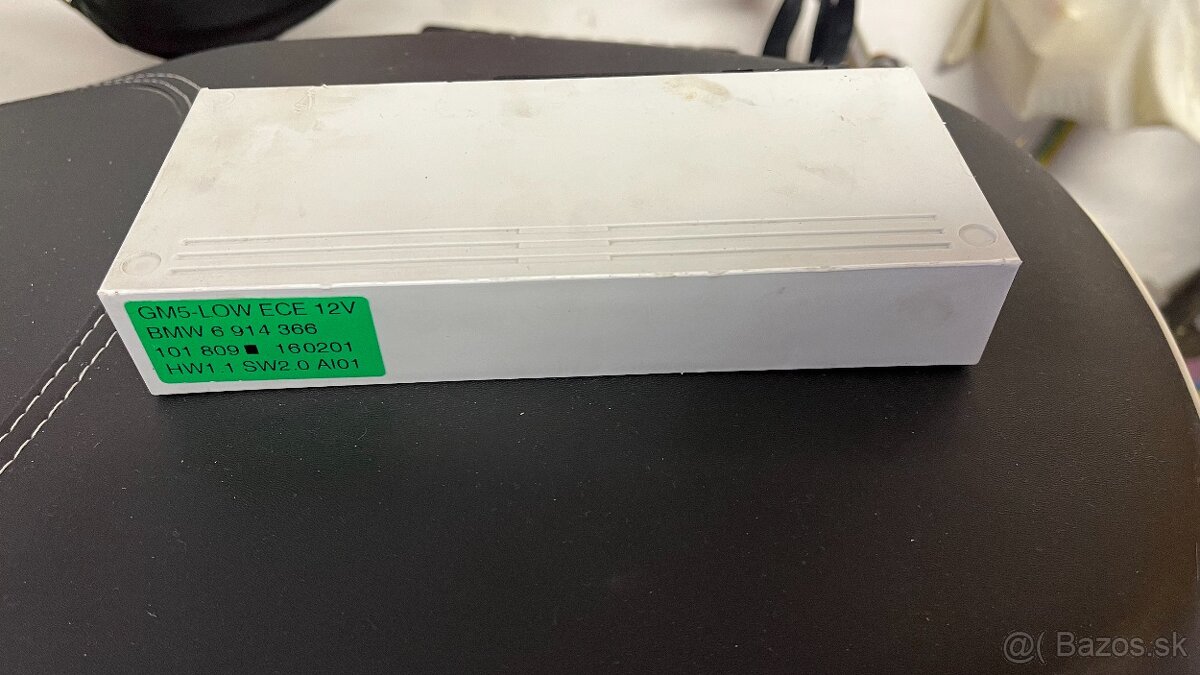 GM5-LOW ECE 12V
BMW 6 914 366
101 809■ 160201
HW1.1 SW2.0 AI01
@( Bazos.sk